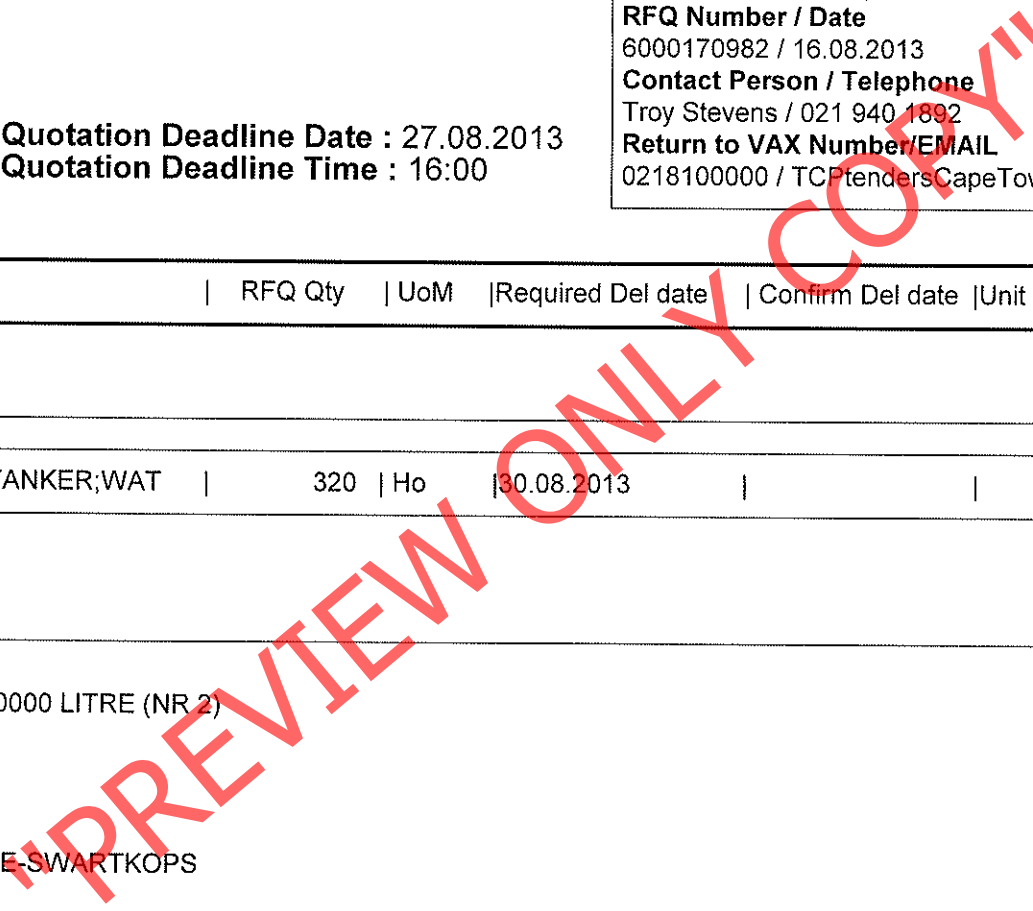 RFQ Number / Date
6000170982 / 16.08.2013
Contact Person / Telephone
Troy Stevens / 021 940 1892
Return to VAX Number/EMAIL
0218100000 / TCPtendersCapeTow
Quotation Deadline Date : 27.08.2013
Quotation Deadline Time : 16:00
| RFQ Qty | UoM |Required Del date | Confirm Del date |Unit
TANKER;WAT | 320 | Ho |30.08.2013 | |
0000 LITRE (NR 2)
E-SWARTKOPS
"PREVIEW ONLY COPY"